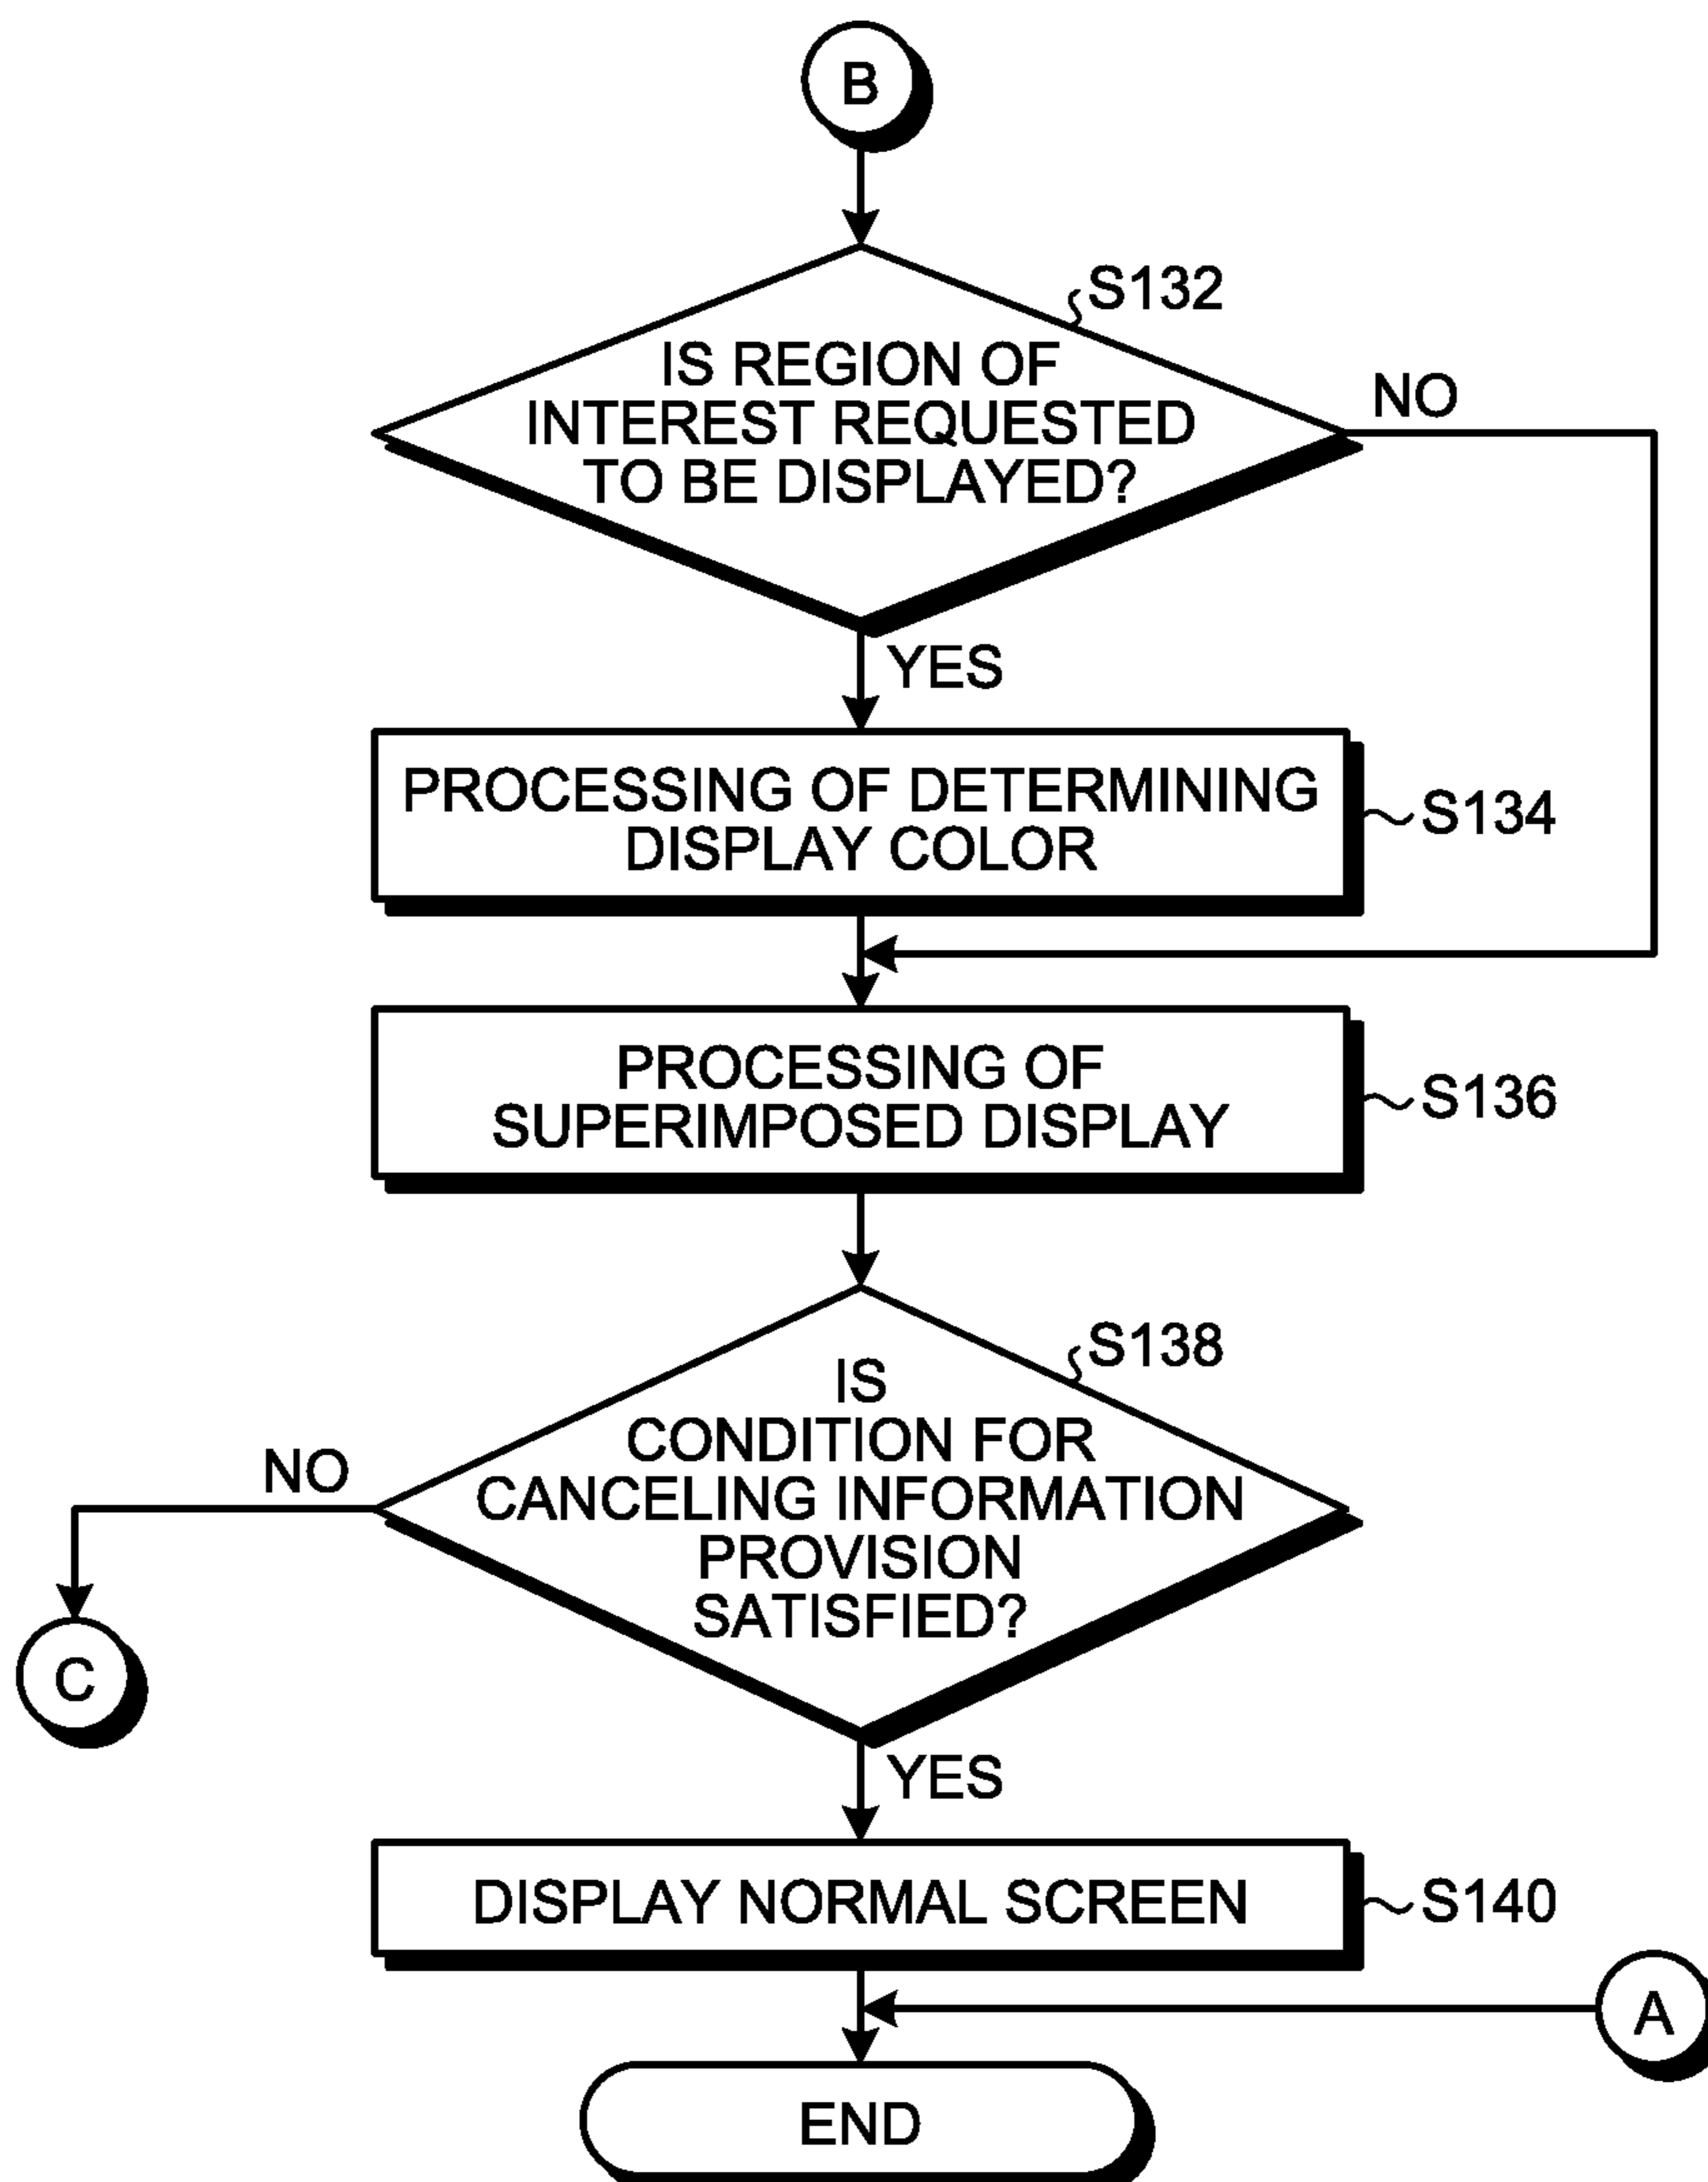 B
S132
IS REGION OF
INTEREST REQUESTED
TO BE DISPLAYED?
NO
YES
PROCESSING OF DETERMINING
DISPLAY COLOR
S134
PROCESSING OF
SUPERIMPOSED DISPLAY
S136
S138
IS
CONDITION FOR
CANCELING INFORMATION
PROVISION
SATISFIED?
NO
C
YES
DISPLAY NORMAL SCREEN
S140
A
END